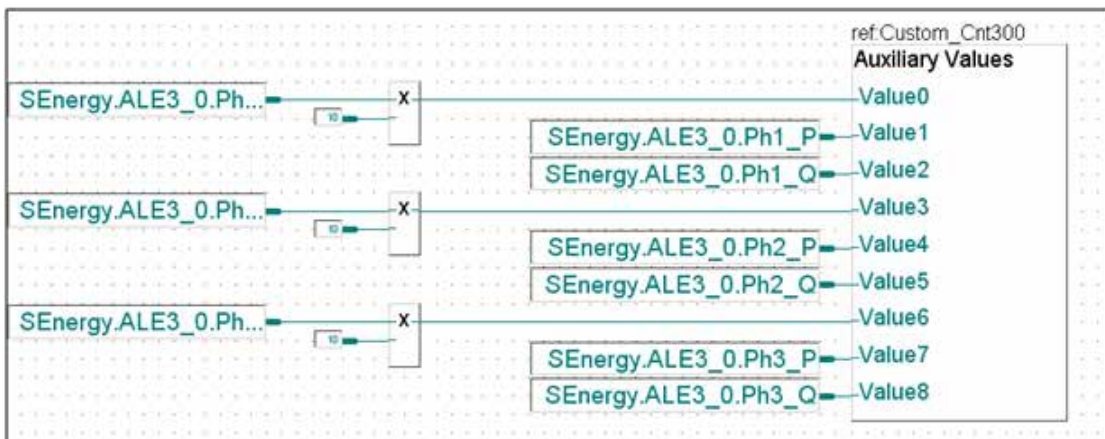 ref:Custom_Cnt300
Auxiliary Values
SEnergy.ALE3_0.Ph... X Value0
10
SEnergy.ALE3_0.Ph1_P Value1
SEnergy.ALE3_0.Ph1_Q Value2
SEnergy.ALE3_0.Ph... X Value3
10
SEnergy.ALE3_0.Ph2_P Value4
SEnergy.ALE3_0.Ph2_Q Value5
SEnergy.ALE3_0.Ph... X Value6
10
SEnergy.ALE3_0.Ph3_P Value7
SEnergy.ALE3_0.Ph3_Q Value8